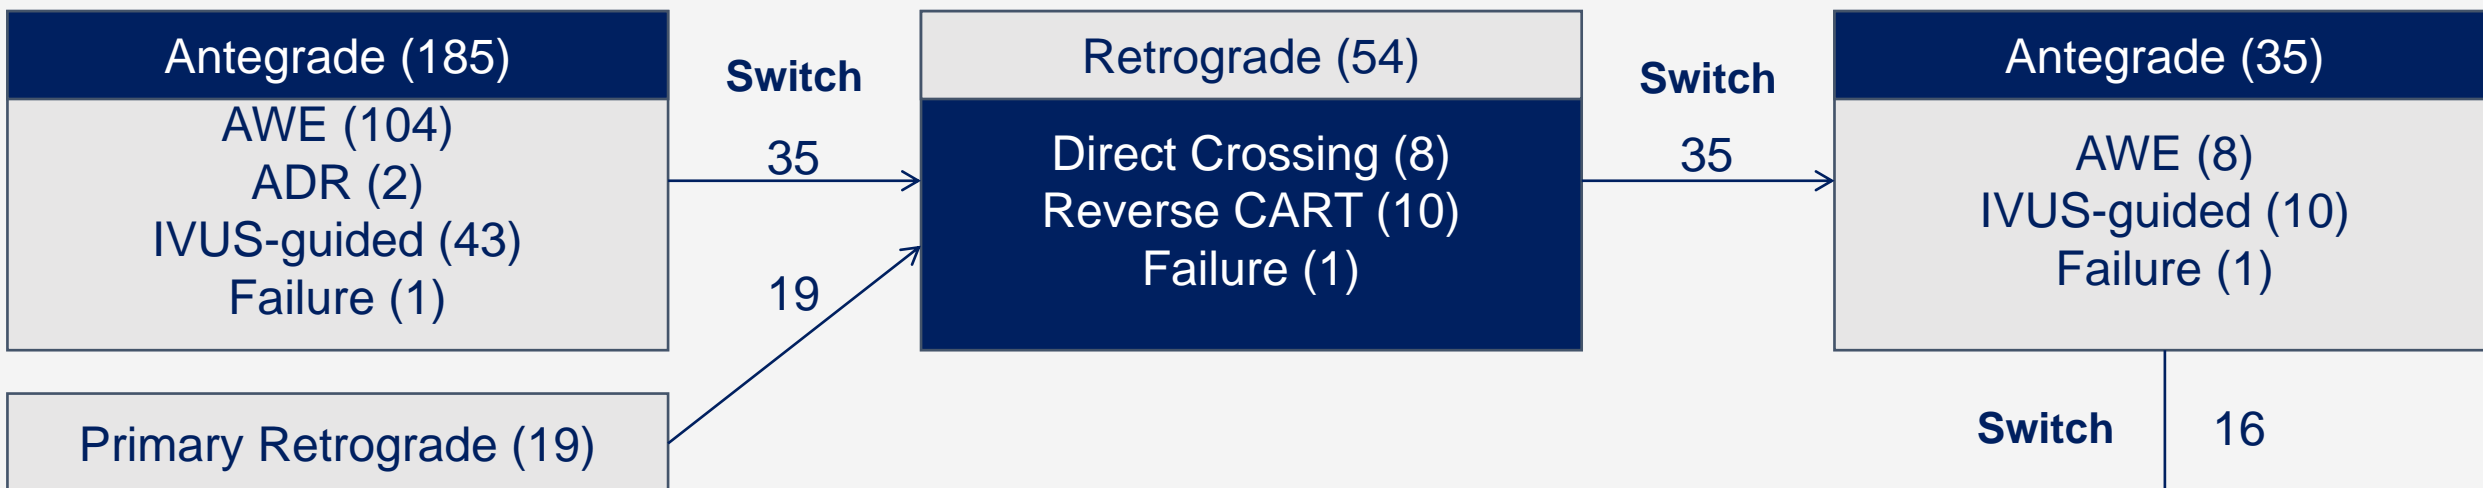 Antegrade (185)
AWE (104)
ADR (2)
IVUS-guided (43)
Failure (1)
Primary Retrograde (19)
Switch
35
19
Retrograde (54)
Direct Crossing (8)
Reverse CART (10)
Failure (1)
Switch
35
Antegrade (35)
AWE (8)
IVUS-guided (10)
Failure (1)
Switch
16